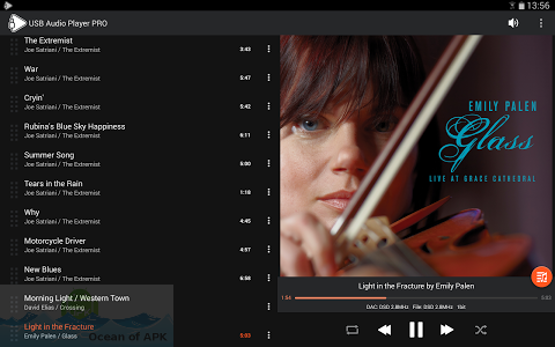 13:56
USB Audio Player PRO
The Extremist
Joe Satriani / The Extremist
3:43
War
Joe Satriani / The Extremist
5:47
Cryin'
Joe Satriani / The Extremist
5:42
Rubina's Blue Sky Happiness
Joe Satriani / The Extremist
6:11
Summer Song
Joe Satriani / The Extremist
5:00
Tears in the Rain
Joe Satriani / The Extremist
1:18
Why
Joe Satriani / The Extremist
4:45
Motorcycle Driver
Joe Satriani / The Extremist
4:57
New Blues
Joe Satriani / The Extremist
6:58
Morning Light / Western Town
David Elias / Crossing
Light in the Fracture
Emily Palen / Glass
5:03
Ocean of APK
EMILY PALEN
Glass
LIVE AT GRACE CATHEDRAL
Light in the Fracture by Emily Palen
1:54
5:03
DAC DSD 2.8MHz File: DSD 2.8MHz 1bit